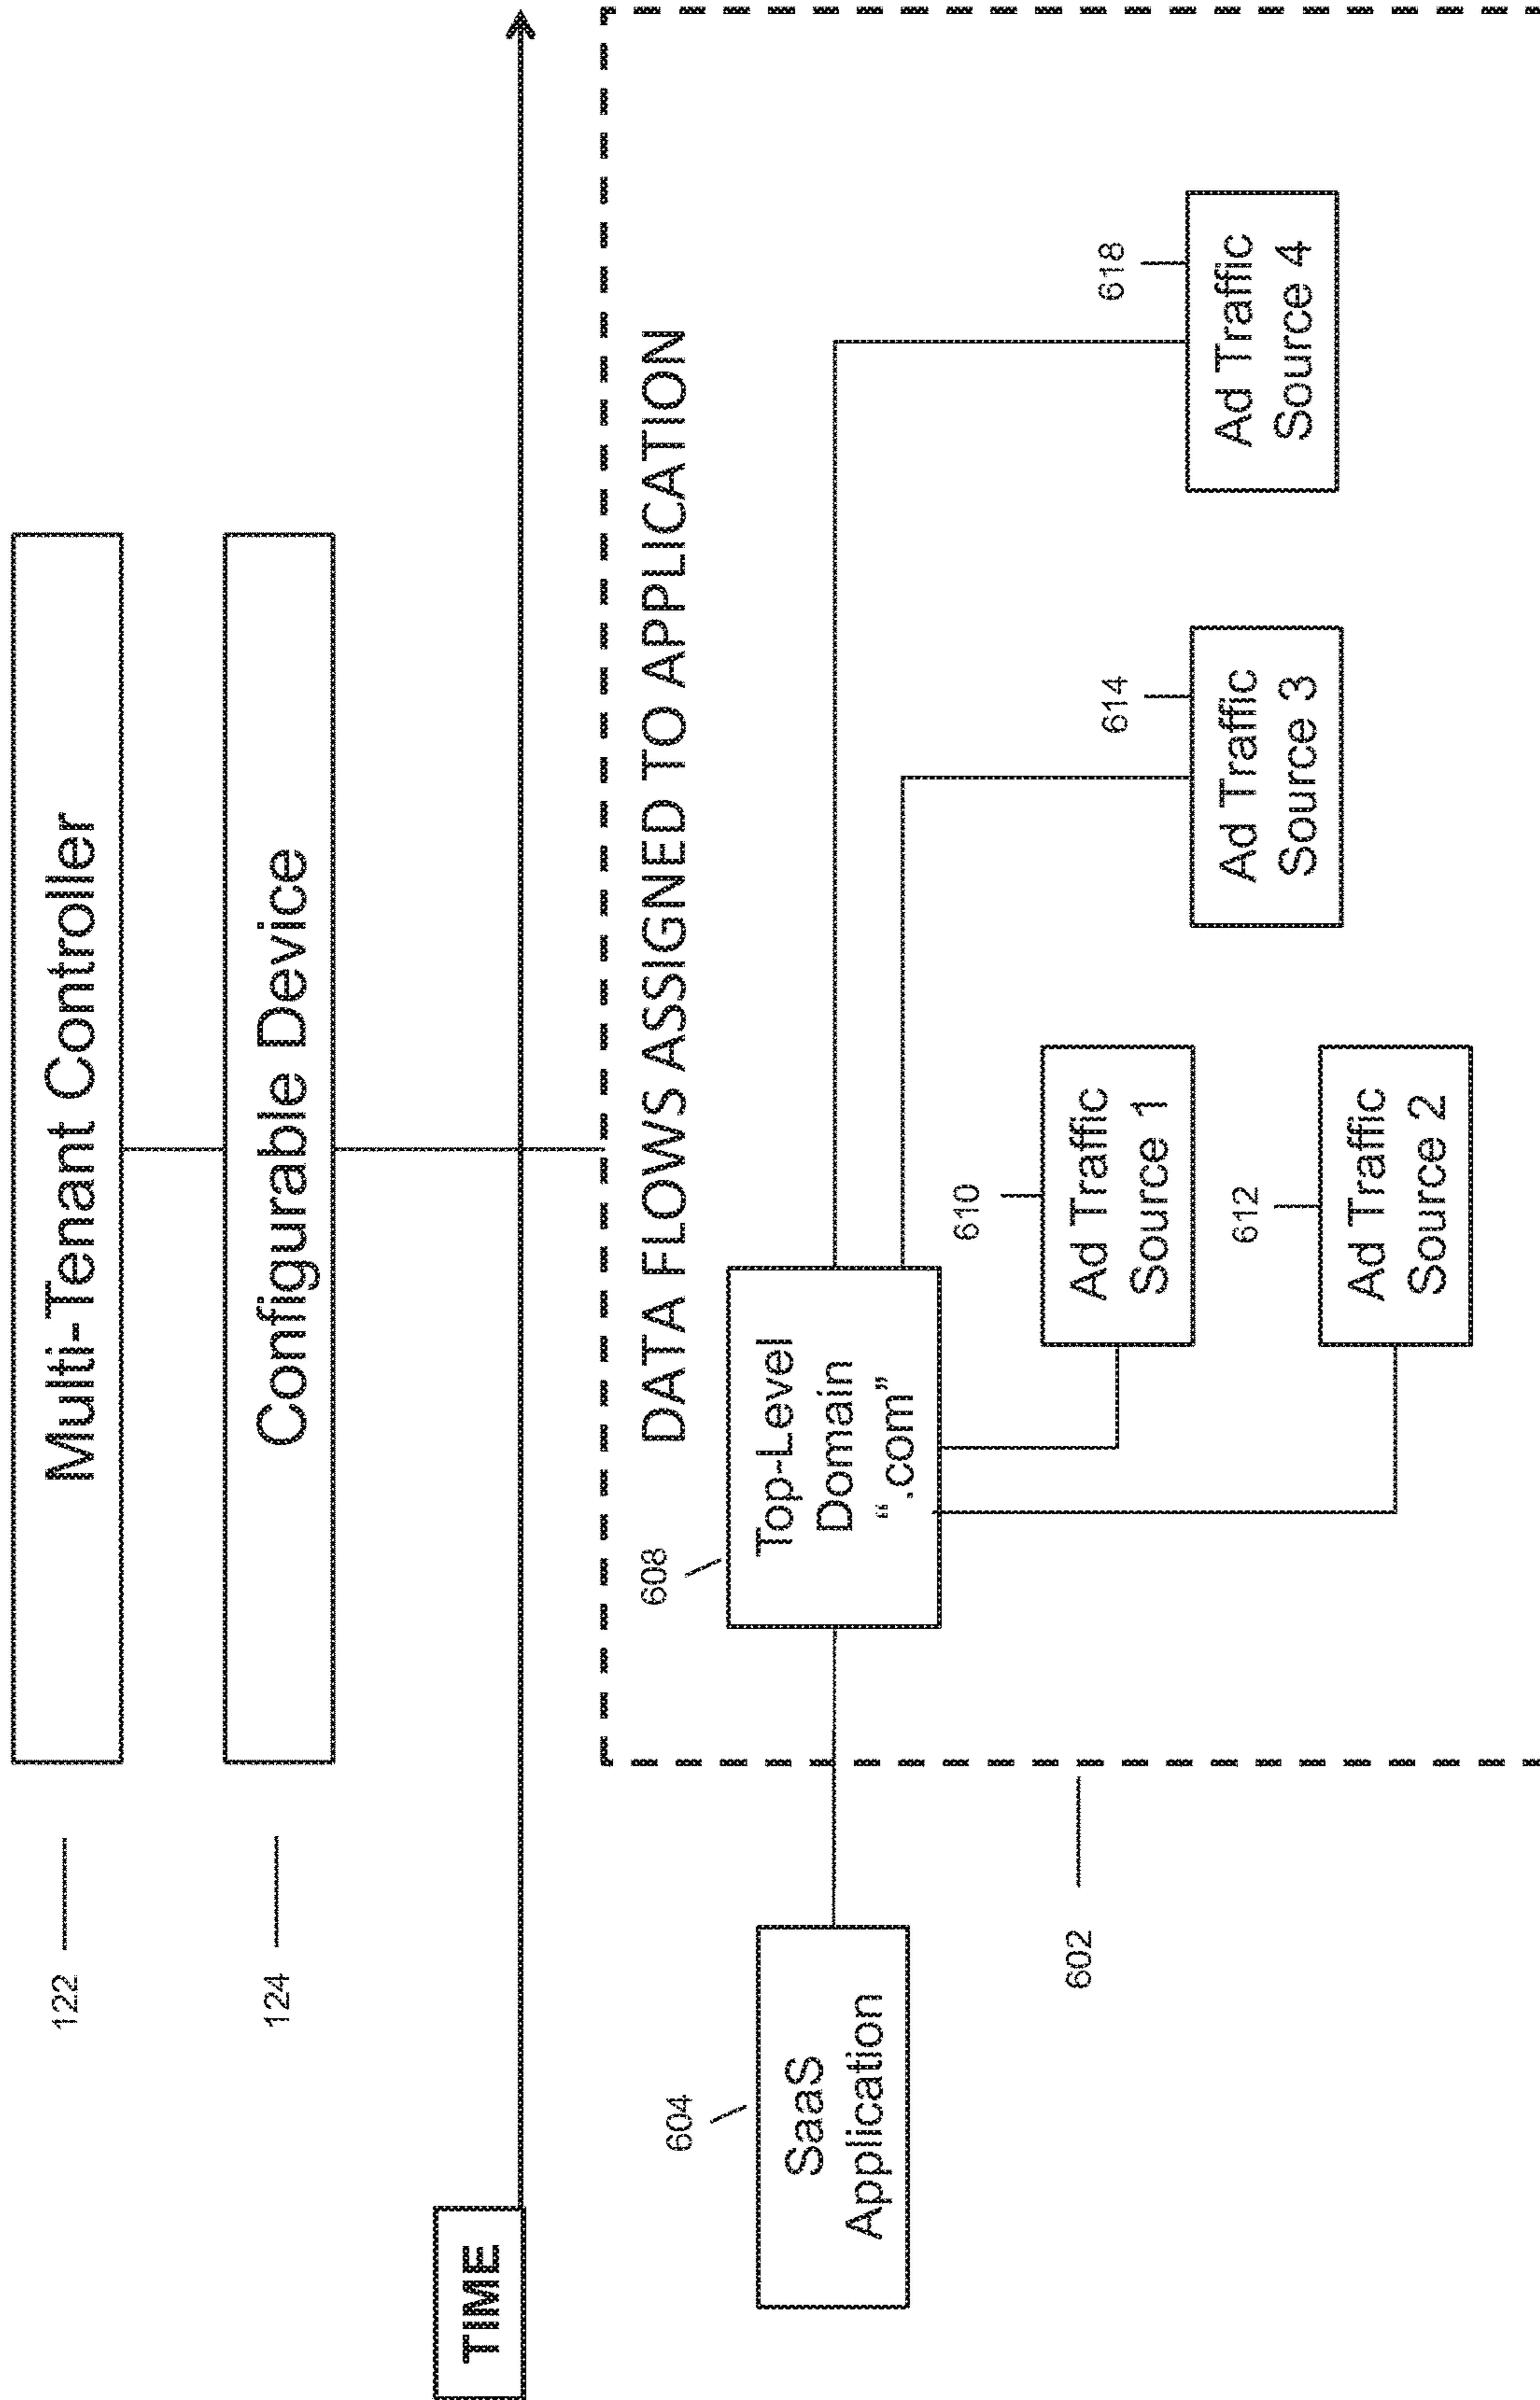 122
Multi-Tenant Controller
124
Configurable Device
TIME
DATA FLOWS ASSIGNED TO APPLICATION
604
SaaS
Application
602
608
Top-Level
Domain
“.com”
610
Ad Traffic
Source 1
612
Ad Traffic
Source 2
614
Ad Traffic
Source 3
618
Ad Traffic
Source 4